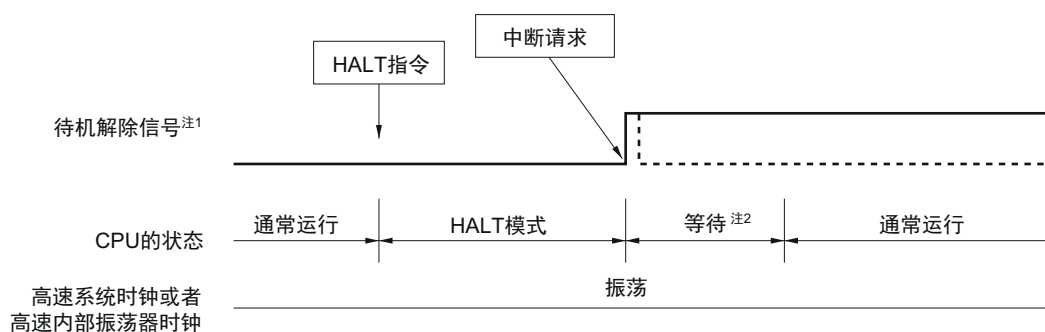 中断请求
HALT指令
待机解除信号注1
通常运行
HALT模式
等待 注2
通常运行
CPU的状态
振荡
高速系统时钟或者
高速内部振荡器时钟